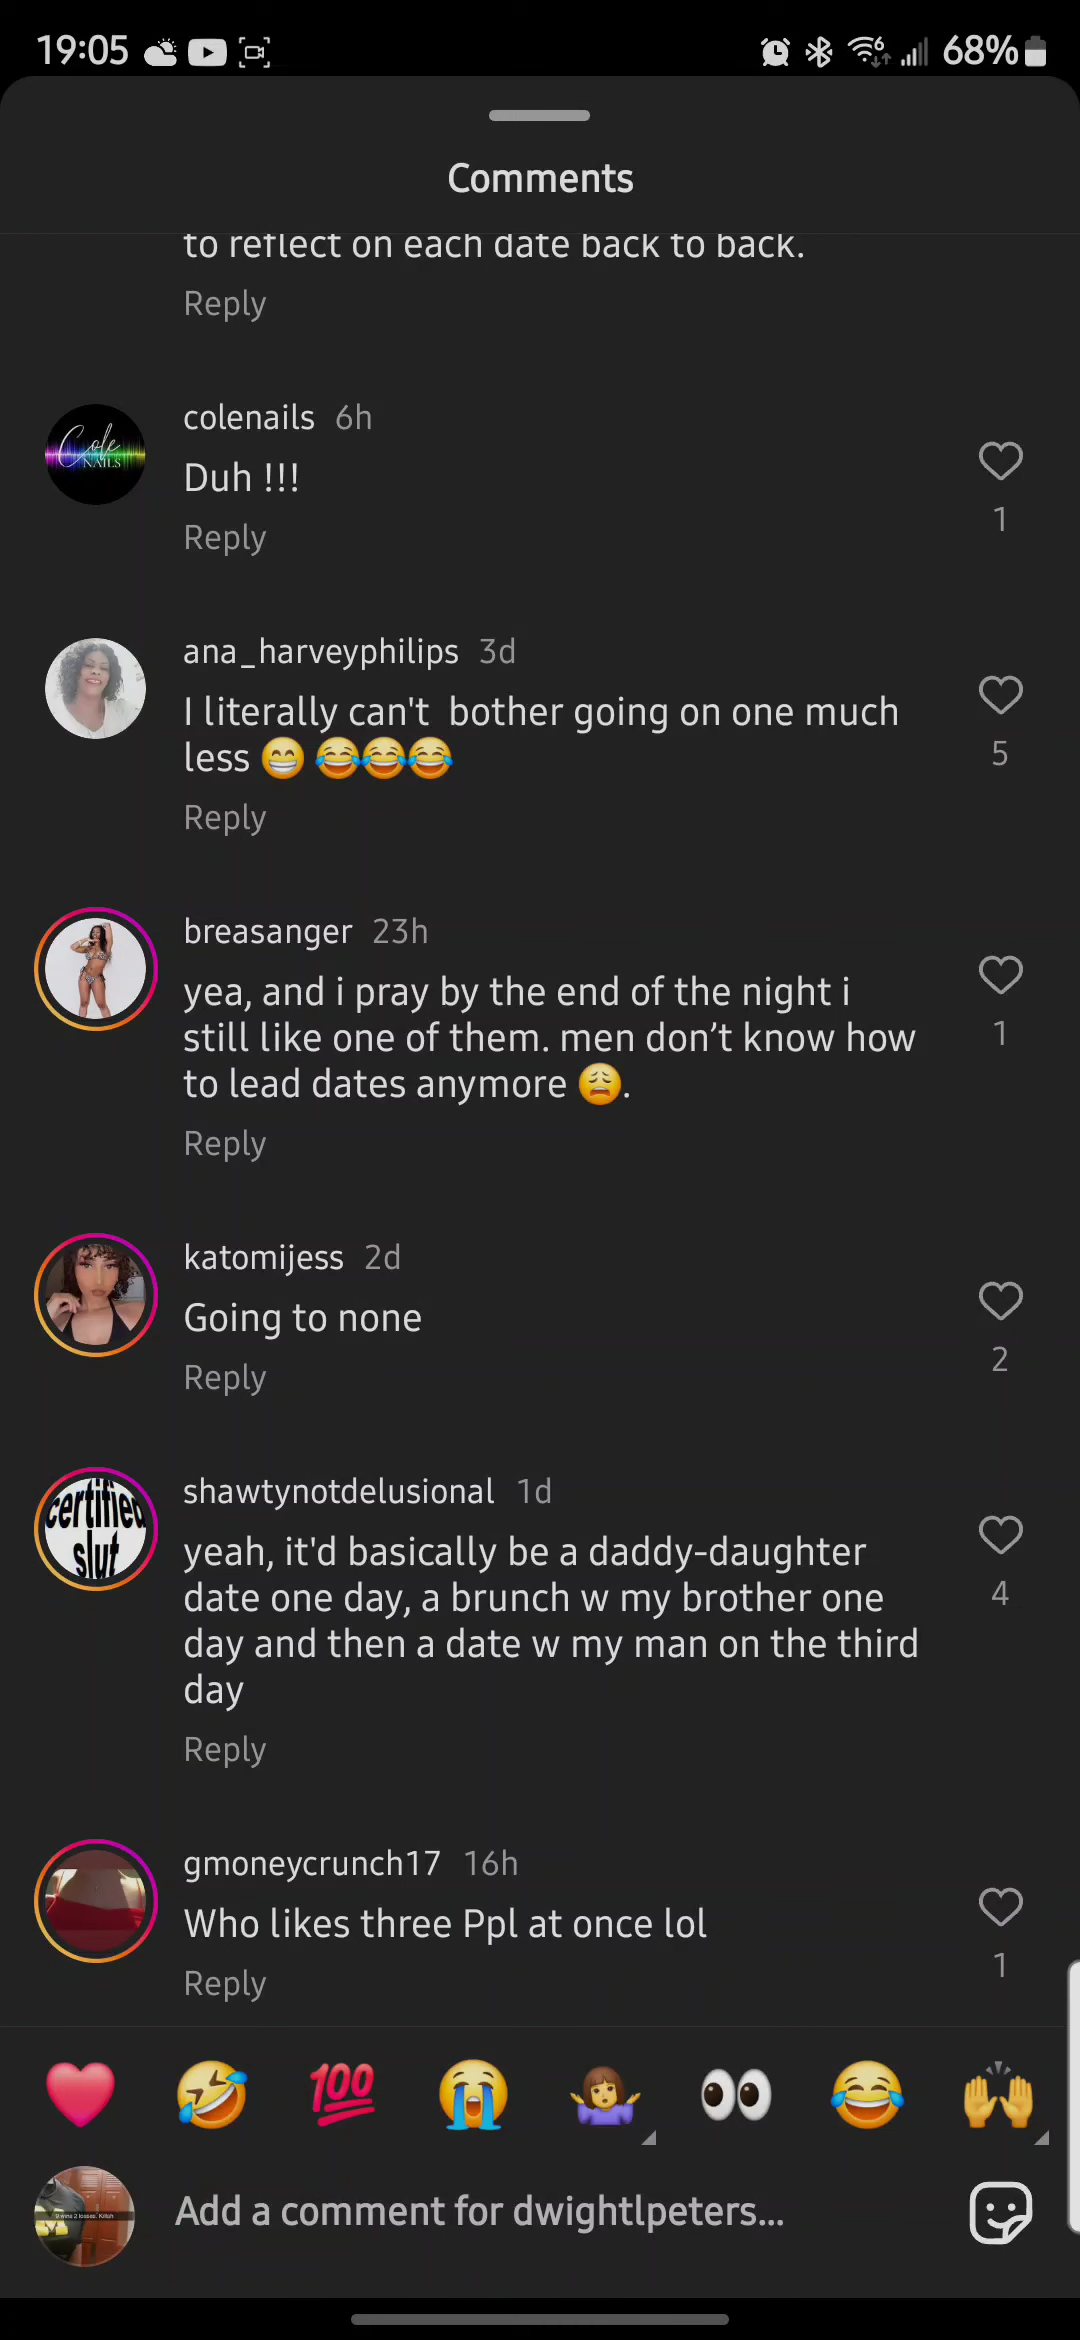 19:05
68%
Comments
to reflect on each date back to back.
Reply
colenails 6h
Duh !!!
1
Reply
Cole
NAILS
ana_harveyphilips 3d
I literally can't  bother going on one much
less 😁 😂😂😂
5
Reply
breasanger 23h
yea, and i pray by the end of the night i
still like one of them. men don’t know how
to lead dates anymore 😩.
1
Reply
katomijess 2d
Going to none
2
Reply
certified
slut
shawtynotdelusional 1d
yeah, it'd basically be a daddy-daughter
date one day, a brunch w my brother one
day and then a date w my man on the third
day
4
Reply
gmoneycrunch17 16h
Who likes three Ppl at once lol
1
Reply
Add a comment for dwightlpeters...